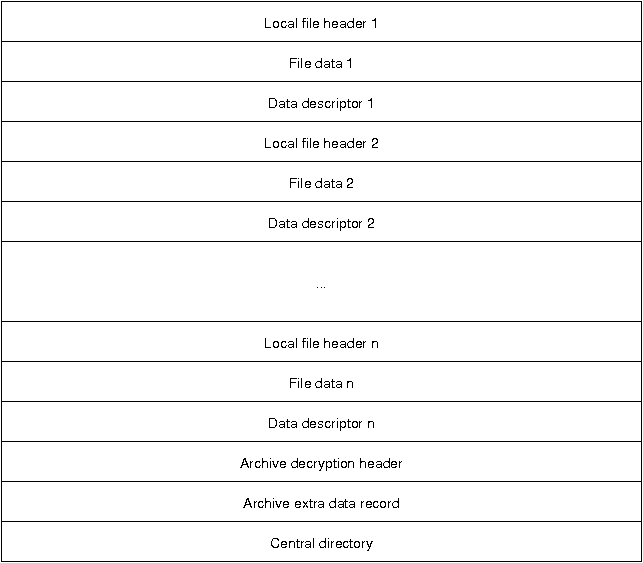 Local file header 1
File data 1
Data descriptor 1
Local file header 2
File data 2
Data descriptor 2
...
Local file header n
File data n
Data descriptor n
Archive decryption header
Archive extra data record
Central directory